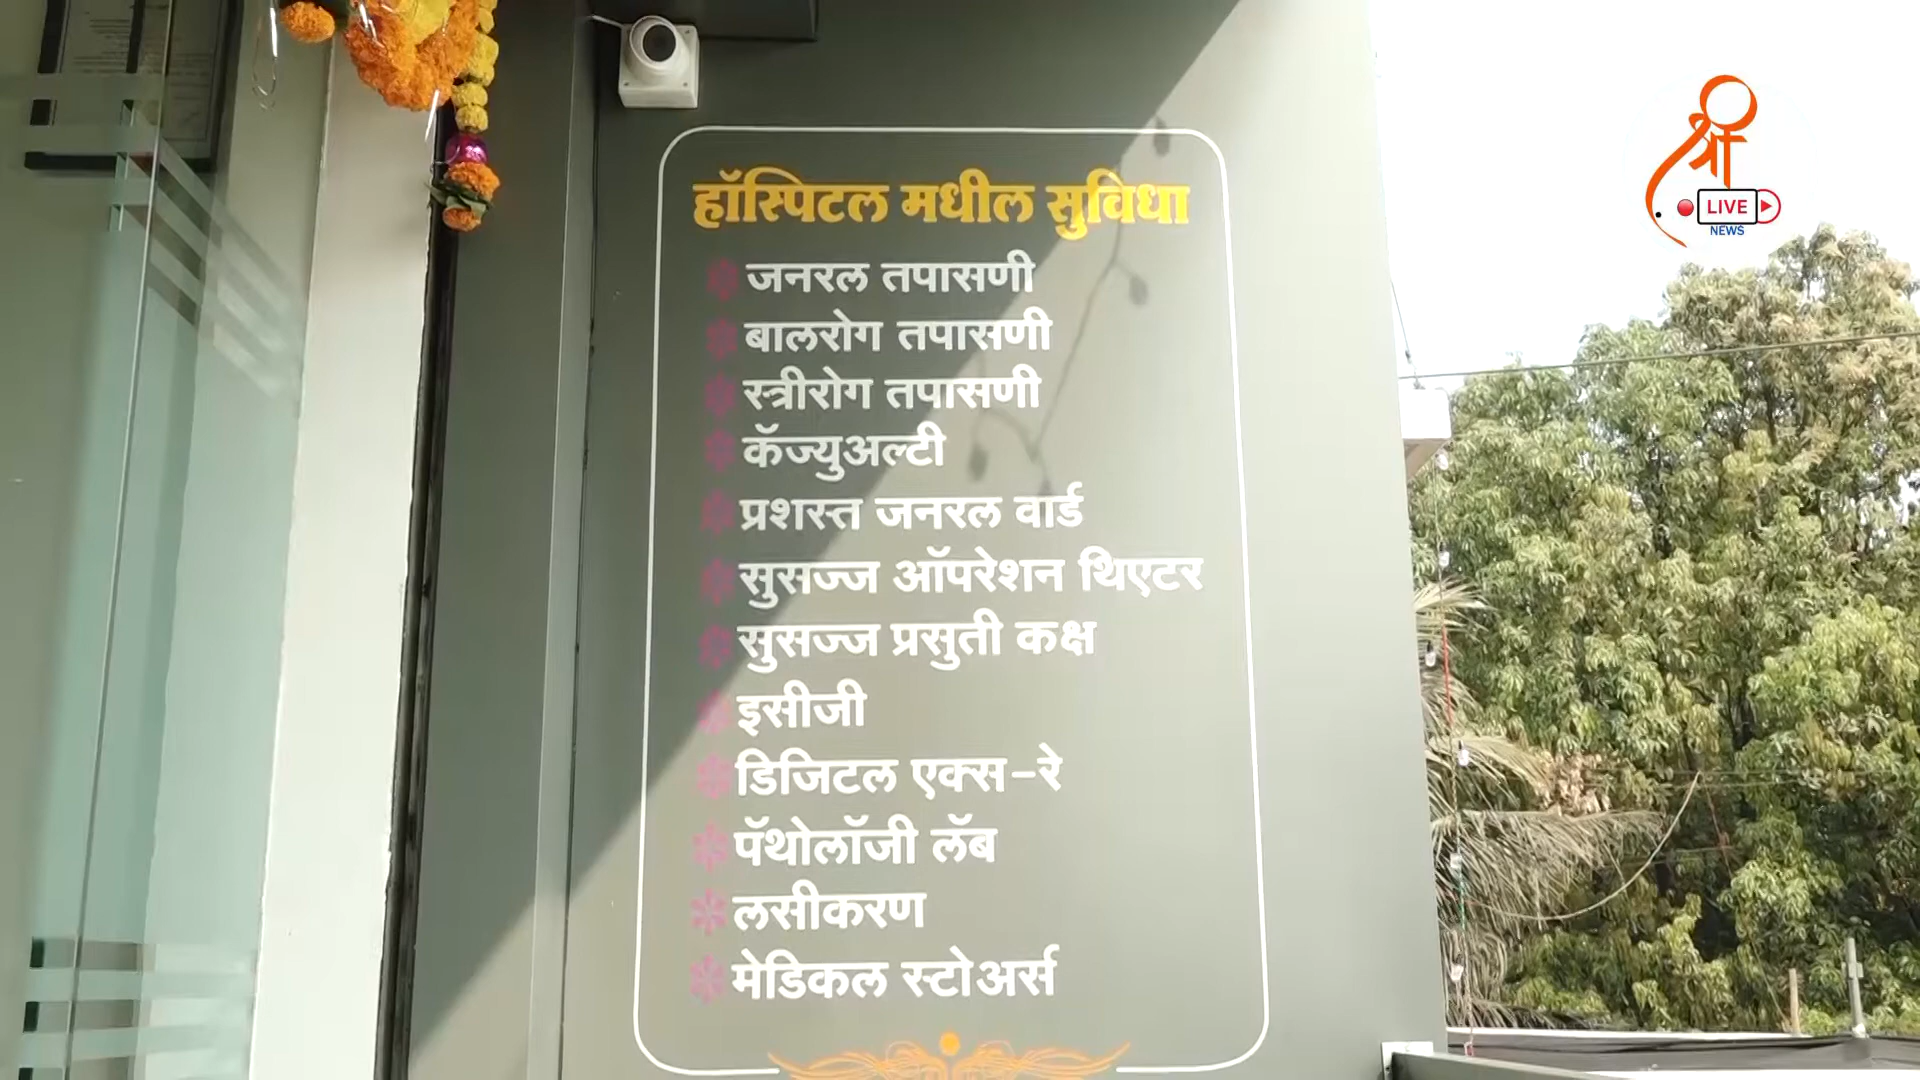 हॉस्पिटल मधील सुविधा
जनरल तपासणी
बालरोग तपासणी
स्त्रीरोग तपासणी
कॅज्युअल्टी
प्रशस्त जनरल वार्ड
सुसज्ज ऑपरेशन थिएटर
सुसज्ज प्रसुती कक्ष
इसीजी
डिजिटल एक्स-रे
पॅथोलॉजी लॅब
लसीकरण
मेडिकल स्टोअर्स
श्री
LIVE
NEWS